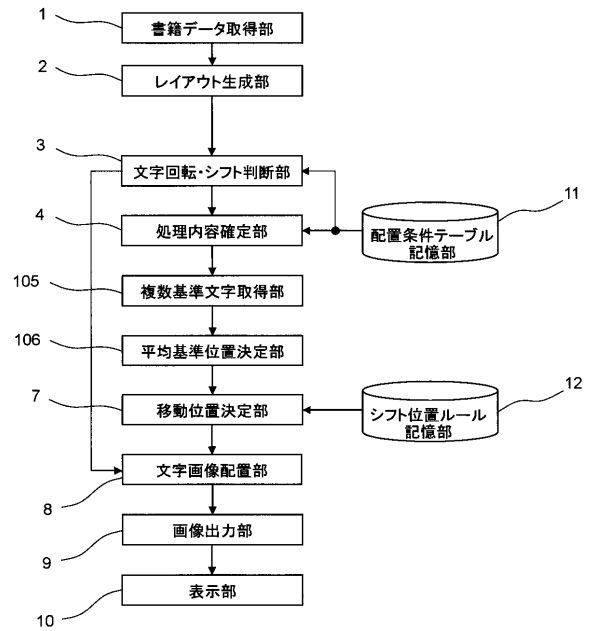 1
書籍データ取得部
2
レイアウト生成部
3
文字回転・シフト判断部
4
処理内容確定部
11
配置条件テーブル
記憶部
105
複数基準文字取得部
106
平均基準位置決定部
7
移動位置決定部
12
シフト位置ルール
記憶部
文字画像配置部
8
画像出力部
9
表示部
10